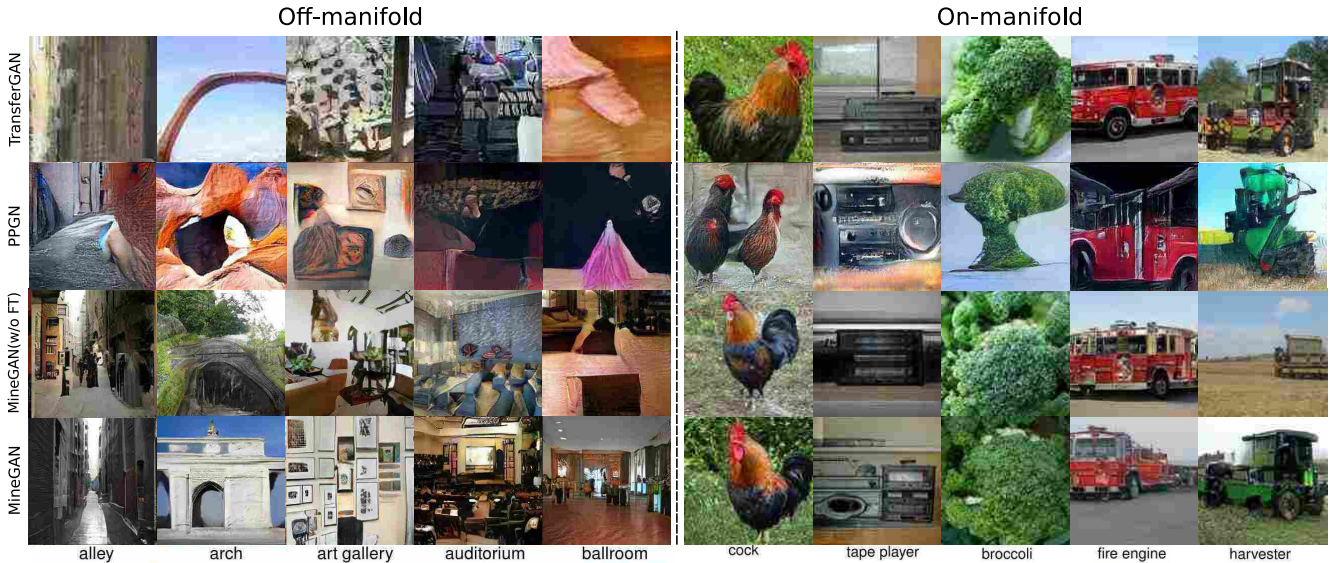 Off-manifold
On-manifold
TransferGAN
PPGN
MineGAN(w/o FT)
MineGAN
alley
arch
art gallery
auditorium
ballroom
cock
tape player
broccoli
fire engine
harvester